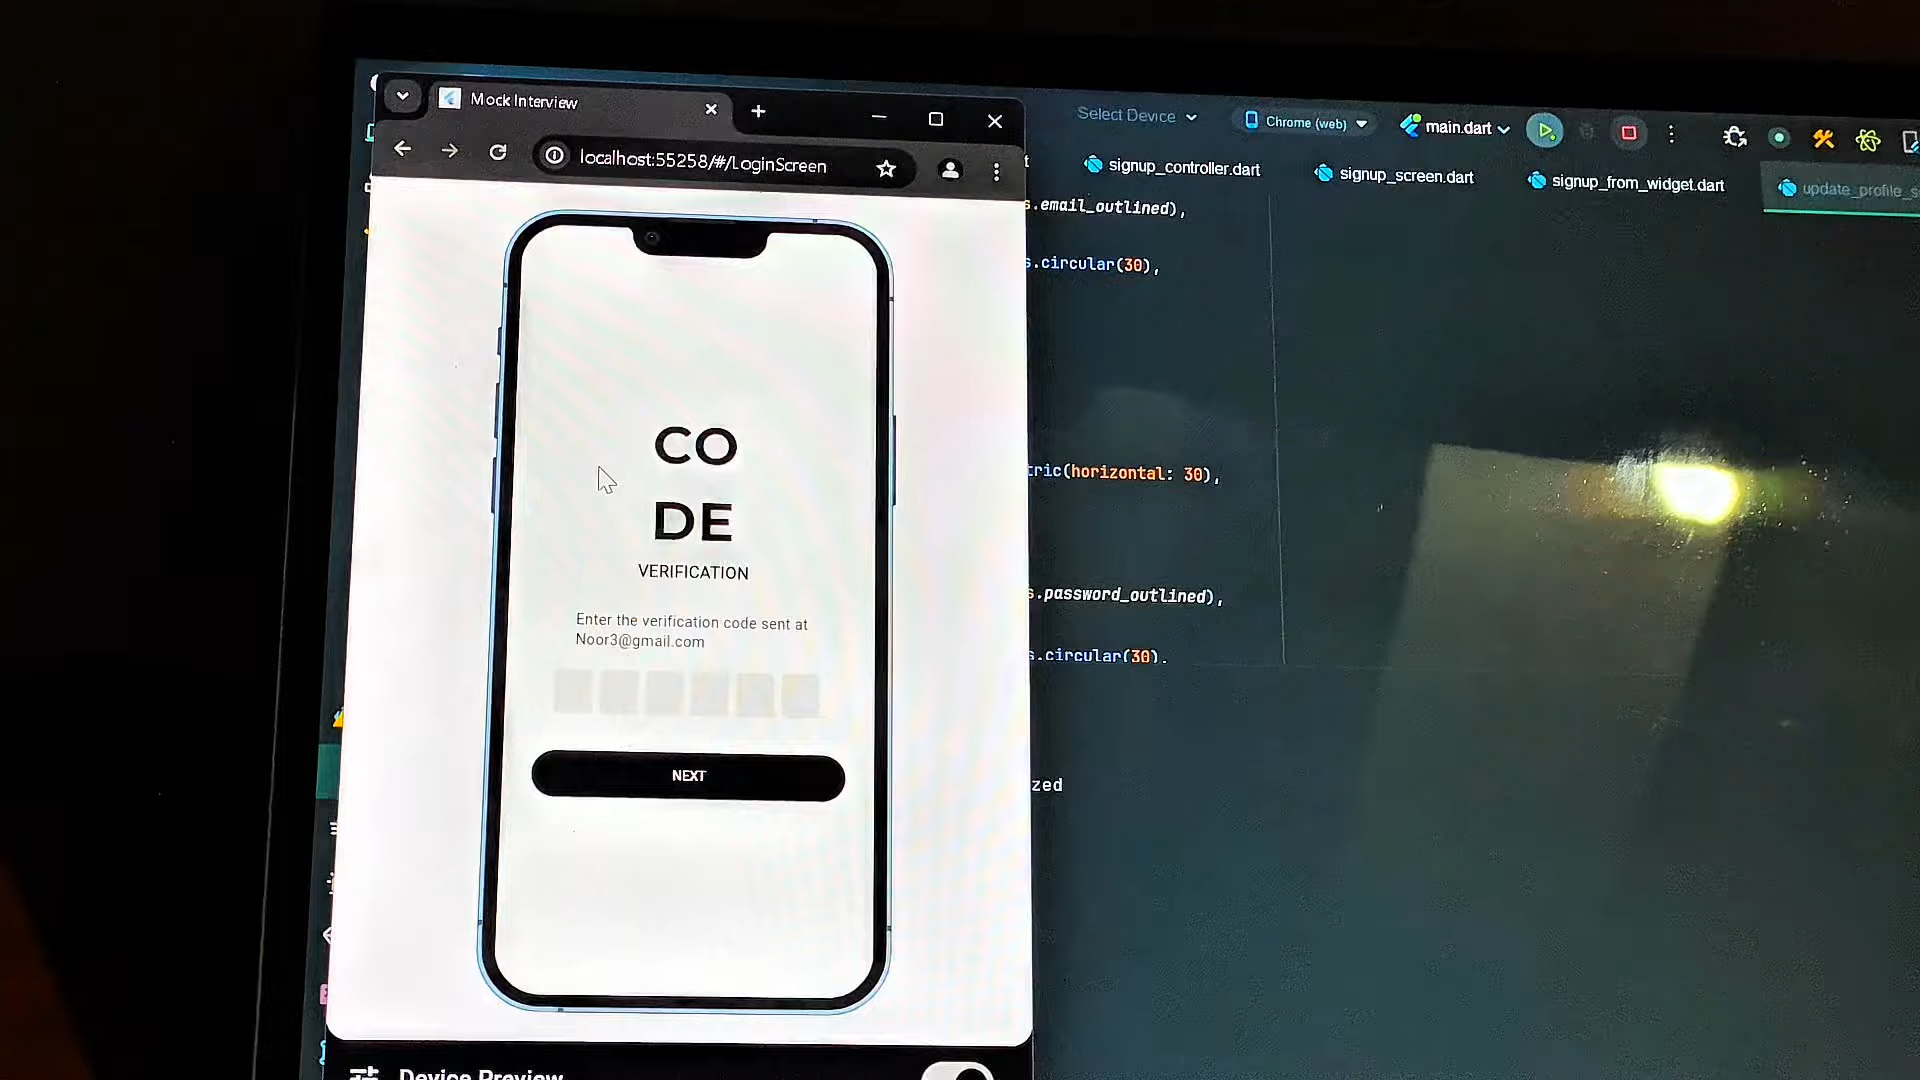 Mock Interview
localhost:55258/#/LoginScreen
CO
DE
VERIFICATION
Enter the verification code sent at
Noor3@gmail.com
NEXT
Device Preview
Select Device
Chrome (web)
main.dart
signup_controller.dart
signup_screen.dart
signup_from_widget.dart
update_profile_s
s.email_outlined),
s.circular(30),
tric(horizontal: 30),
s.password_outlined),
s.circular(30).
zed